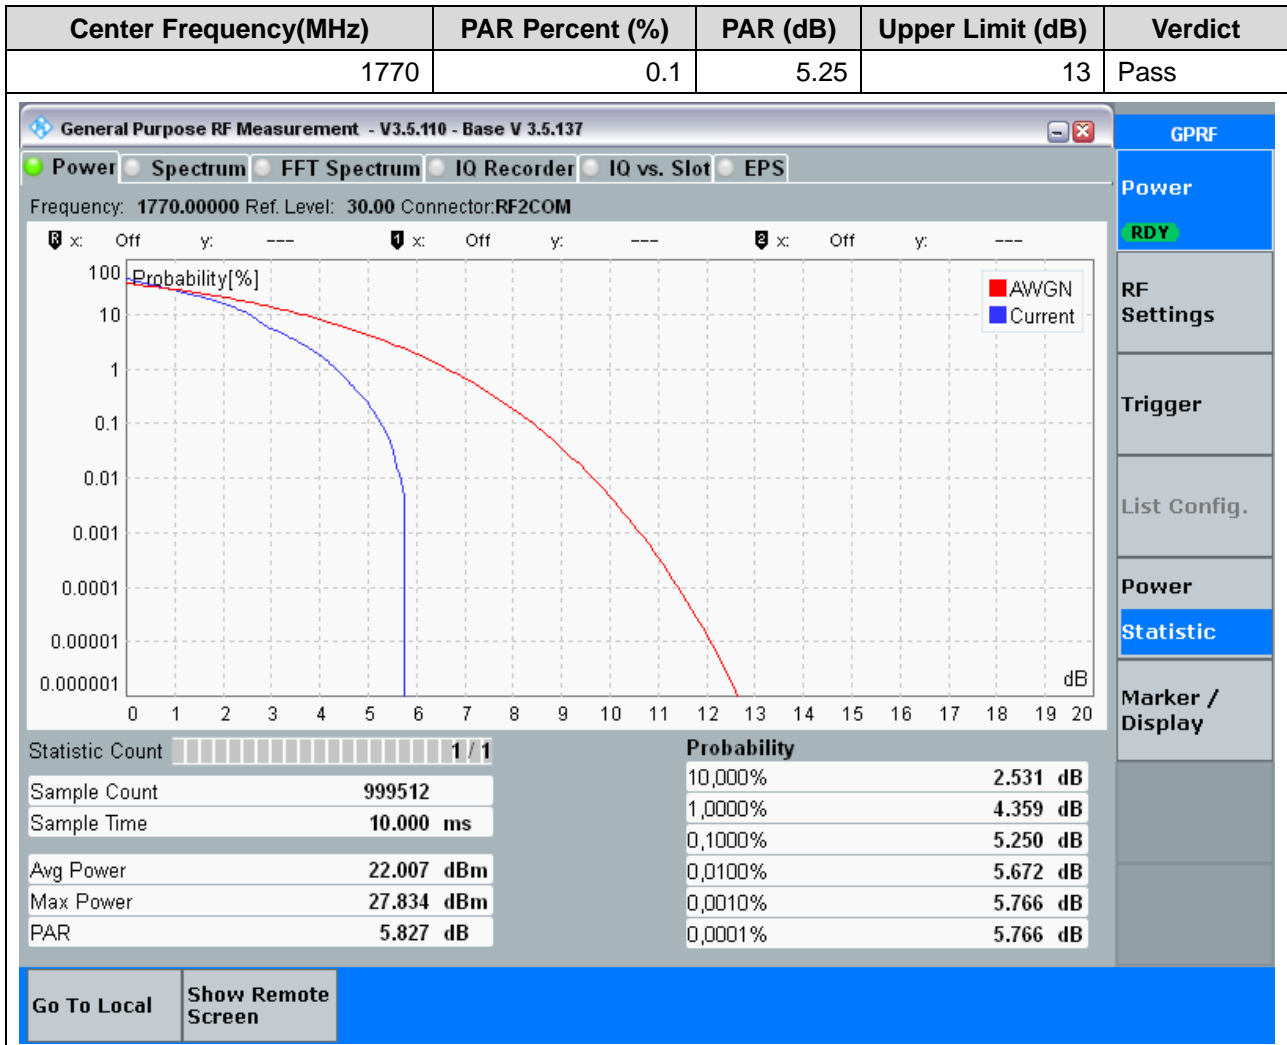 Center Frequency(MHz) PAR Percent (%) PAR (dB) Upper Limit (dB) Verdict
1770 0.1 5.25 13 Pass
General Purpose RF Measurement - V3.5.110 - Base V 3.5.137
GPRF
Power Spectrum FFT Spectrum IQ Recorder IQ vs. Slot EPS
Frequency: 1770.00000 Ref. Level: 30.00 Connector:RF2COM
R x: Off y: --- 1 x: Off y: --- 2 x: Off y: ---
Probability[%]
AWGN
Current
100
10
1
0.1
0.01
0.001
0.0001
0.00001
0.000001
dB
0 1 2 3 4 5 6 7 8 9 10 11 12 13 14 15 16 17 18 19 20
Statistic Count 1 / 1
Sample Count 999512
Sample Time 10.000 ms
Avg Power 22.007 dBm
Max Power 27.834 dBm
PAR 5.827 dB
Probability
10,000% 2.531 dB
1,0000% 4.359 dB
0,1000% 5.250 dB
0,0100% 5.672 dB
0,0010% 5.766 dB
0,0001% 5.766 dB
Power
RDY
RF
Settings
Trigger
List Config.
Power
Statistic
Marker /
Display
Go To Local
Show Remote
Screen